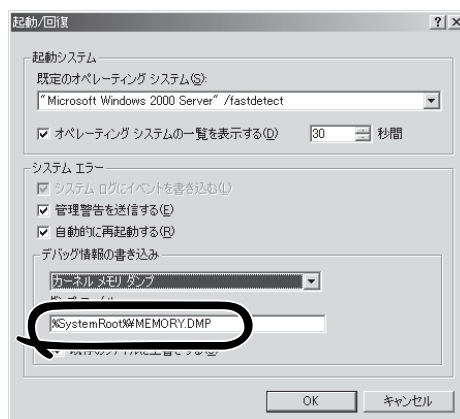 起動/回復
起動システム
既定のオペレーティング システム(S):
"Microsoft Windows 2000 Server" /fastdetect
オペレーティング システムの一覧を表示する(D) 30 秒間
システム エラー
システム ログにイベントを書き込む(L)
管理警告を送信する(E)
自動的に再起動する(R)
デバッグ情報の書き込み
カーネル メモリ ダンプ
%SystemRoot%¥MEMORY.DMP
OK キャンセル